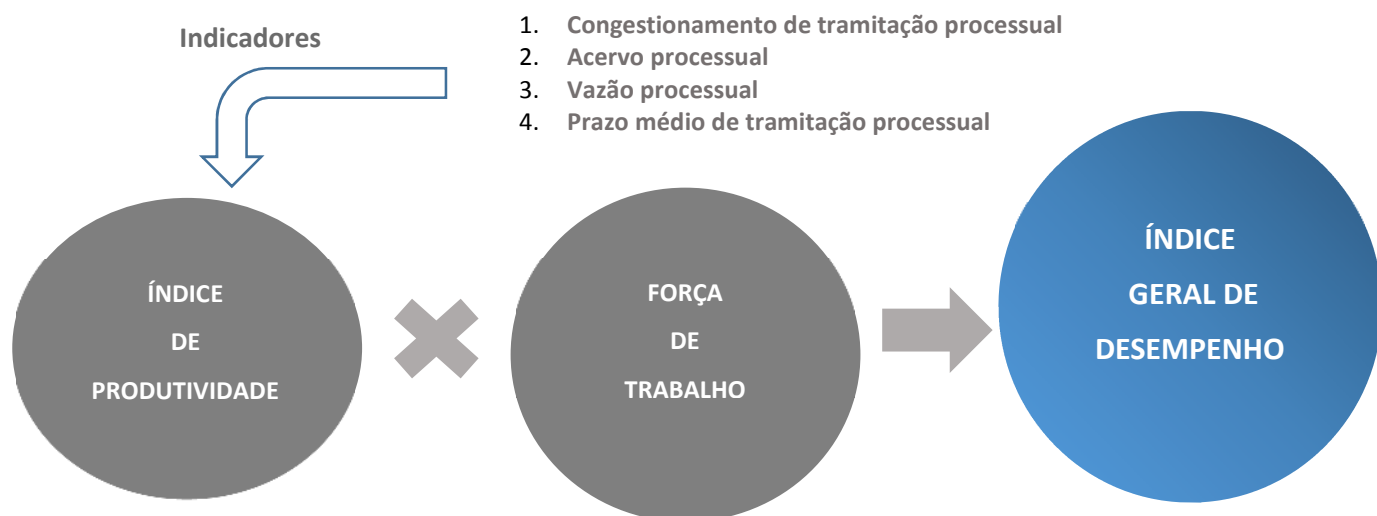 Indicadores
1. Congestionamento de tramitação processual
2. Acervo processual
3. Vazão processual
4. Prazo médio de tramitação processual
ÍNDICE
DE
PRODUTIVIDADE
FORÇA
DE
TRABALHO
ÍNDICE
GERAL DE
DESEMPENHO